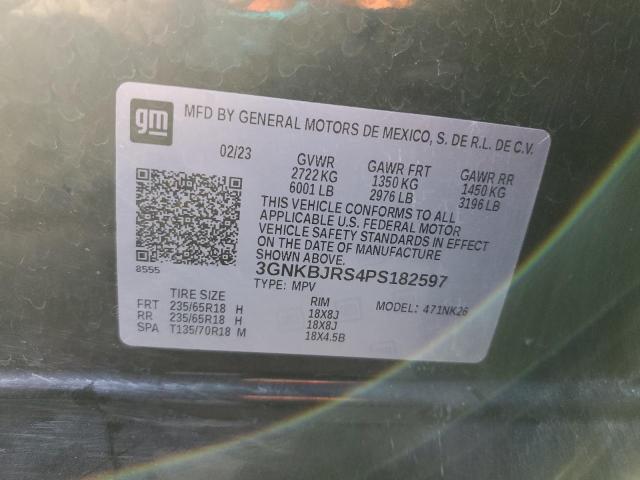 gm
MFD BY GENERAL MOTORS DE MEXICO, S. DE R.L. DE C.V.
02/23 GVWR GAWR FRT GAWR RR
2722 KG 1350 KG 1450 KG
6001 LB 2976 LB 3196 LB
THIS VEHICLE CONFORMS TO ALL
APPLICABLE U.S. FEDERAL MOTOR
VEHICLE SAFETY STANDARDS IN EFFECT
ON THE DATE OF MANUFACTURE
SHOWN ABOVE.
8555 3GNKBJRS4PS182597
TYPE: MPV
TIRE SIZE RIM MODEL: 471NK26
FRT 235/65R18 H 18X8J
RR 235/65R18 H 18X8J
SPA T135/70R18 M 18X4.5B